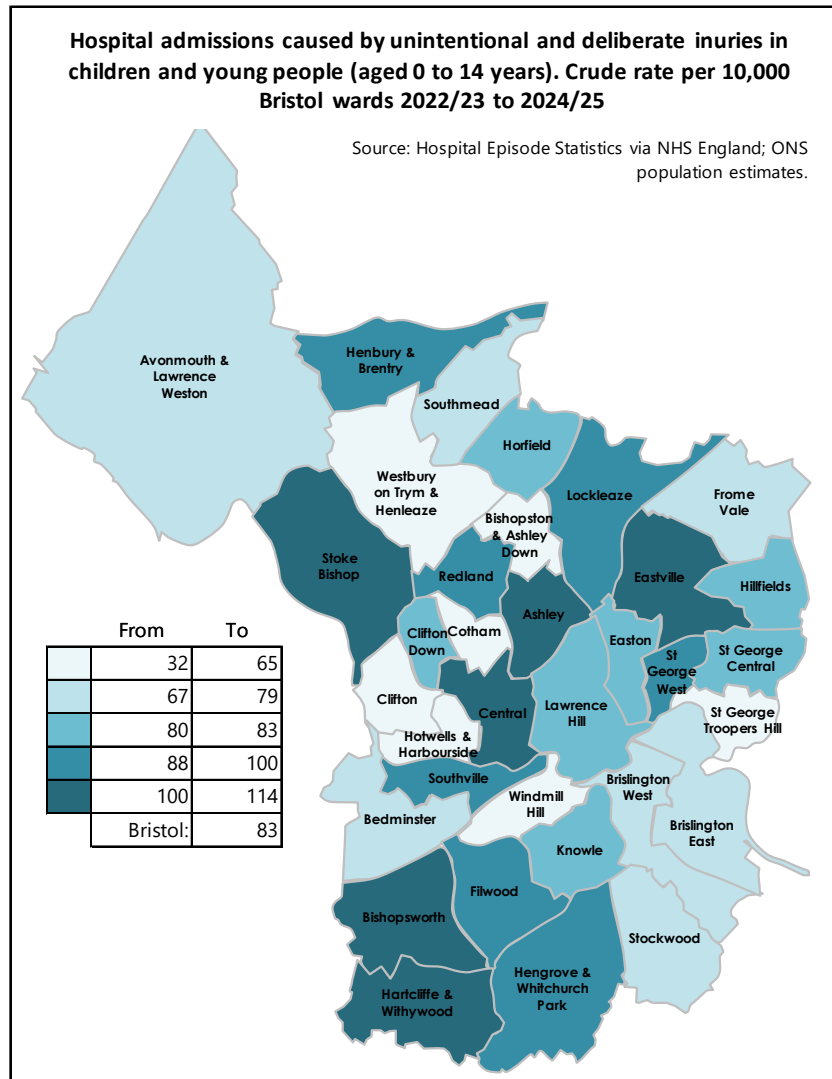 Hospital admissions caused by unintentional and deliberate inuries in
children and young people (aged 0 to 14 years). Crude rate per 10,000
Bristol wards 2022/23 to 2024/25
Source: Hospital Episode Statistics via NHS England; ONS
population estimates.
Avonmouth &
Lawrence
Weston
Henbury &
Brentry
Southmead
Horfield
Westbury
on Trym &
Henleaze
Bishopston
& Ashley
Down
Lockleaze
Frome
Vale
Stoke
Bishop
Redland
Eastville
Hillfields
Ashley
Clifton
Down
Cotham
Easton
St
George
West
St George
Central
Clifton
Central
Lawrence
Hill
St George
Troopers Hill
Hotwells &
Harbourside
Southville
Windmill
Hill
Brislington
West
Bedminster
Brislington
East
Knowle
Filwood
Bishopsworth
Stockwood
Hengrove &
Whitchurch
Park
Hartcliffe &
Withywood
From To
32 65
67 79
80 83
88 100
100 114
Bristol: 83